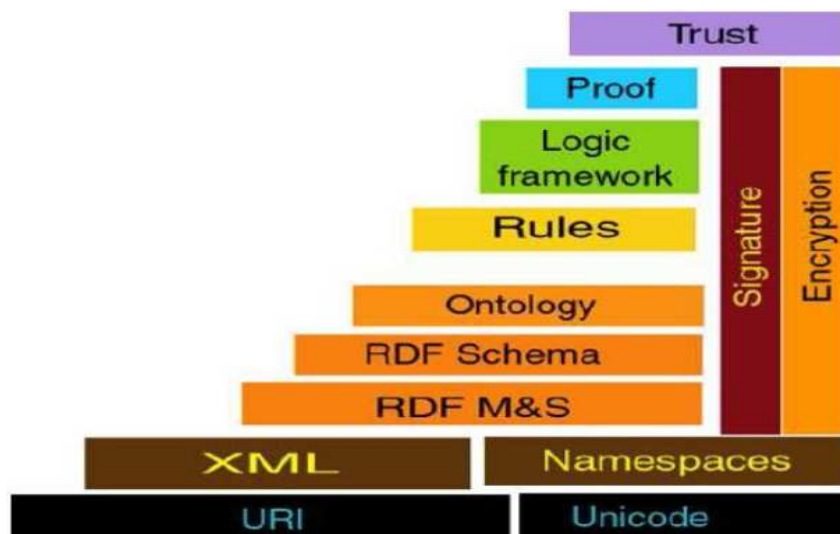 Trust
Proof
Logic
framework
Rules
Ontology
RDF Schema
RDF M&S
Signature
Encryption
XML
Namespaces
URI
Unicode